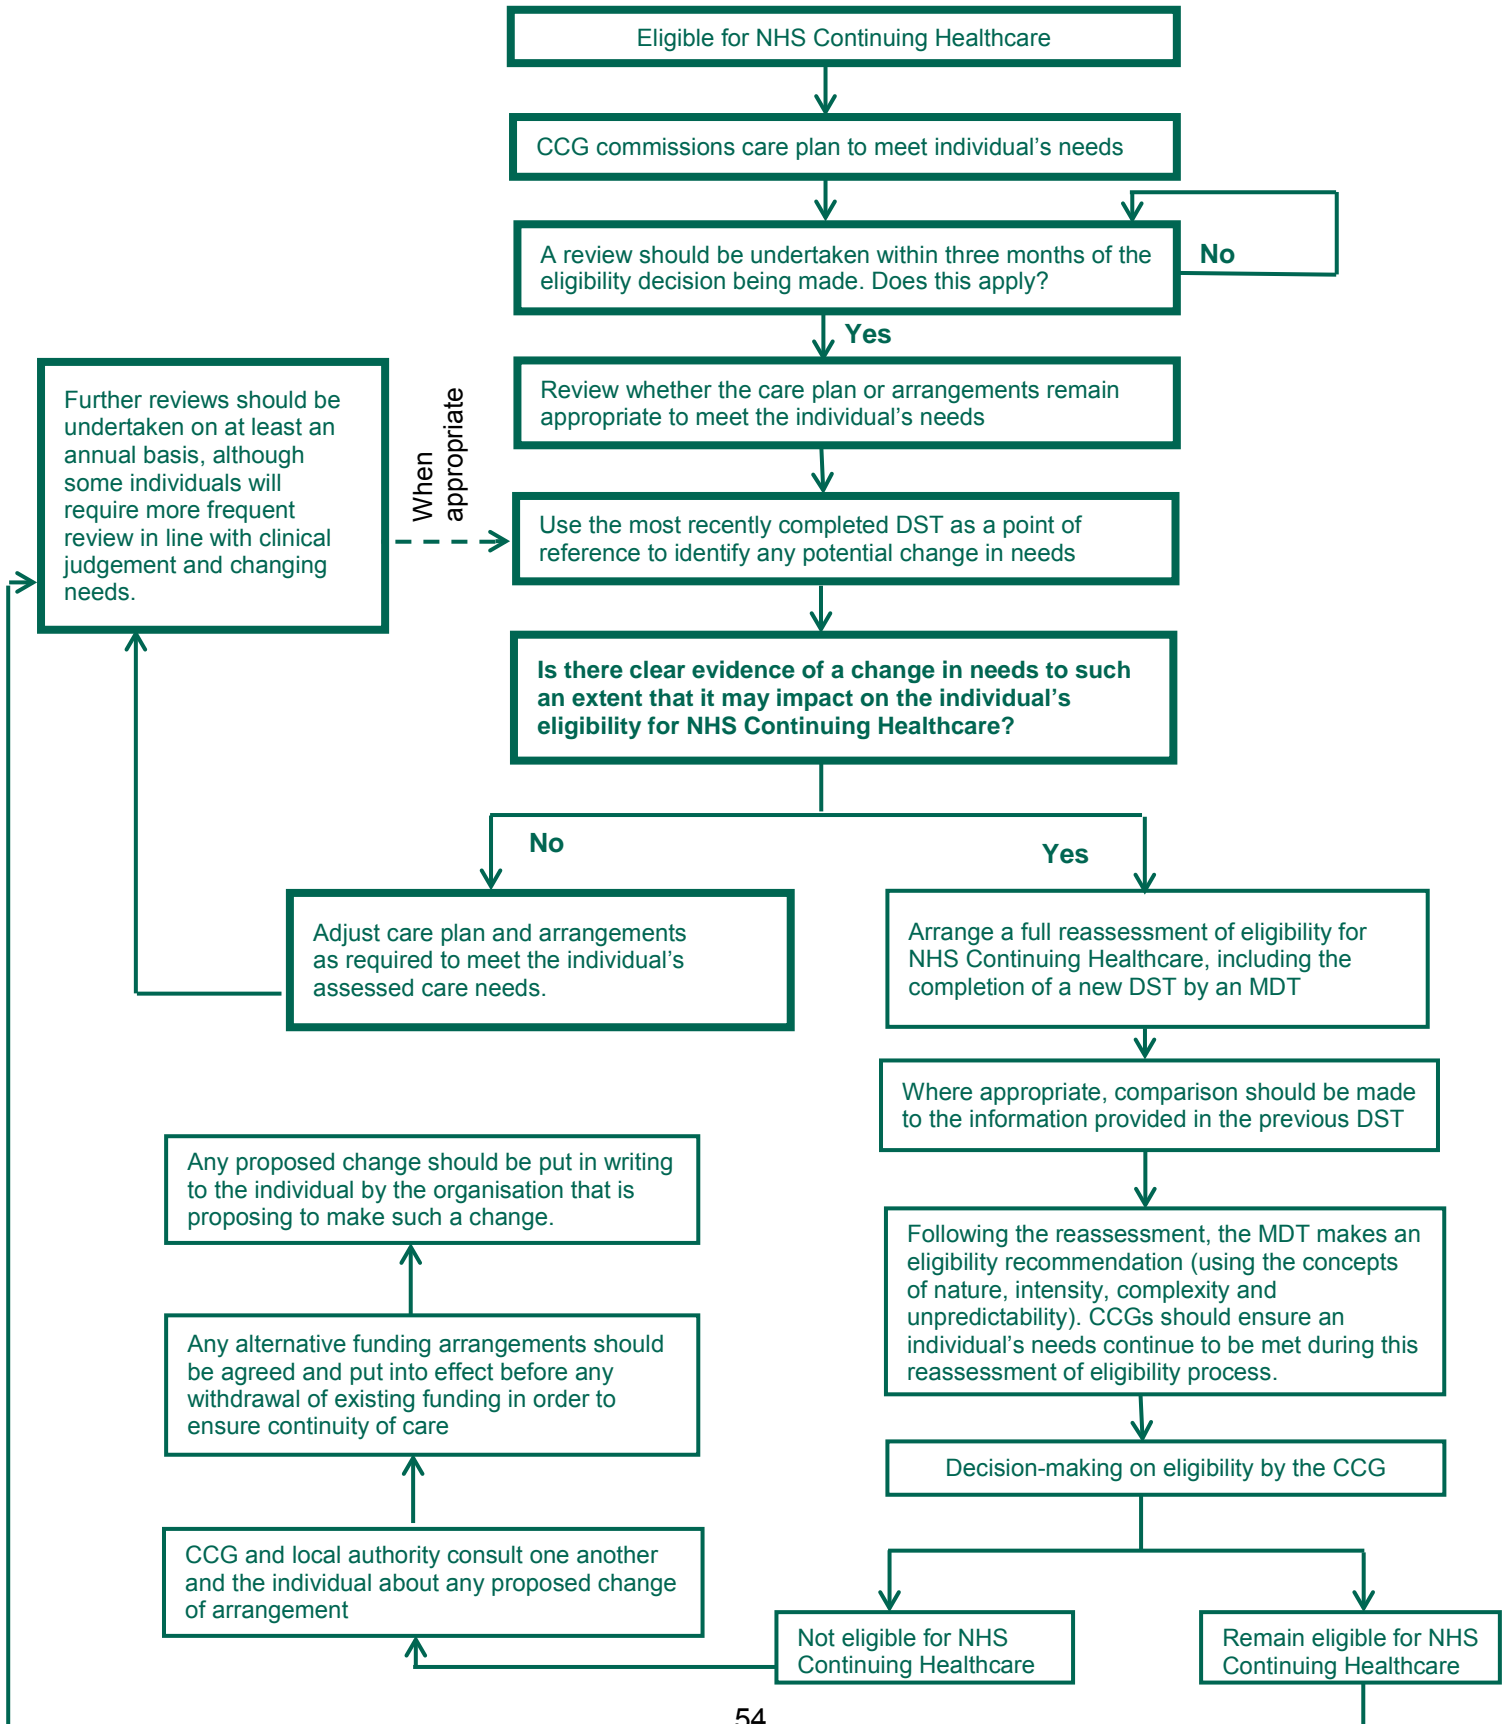 Eligible for NHS Continuing Healthcare
CCG commissions care plan to meet individual's needs
A review should be undertaken within three months of the
eligibility decision being made. Does this apply?
No
Yes
Review whether the care plan or arrangements remain
appropriate to meet the individual's needs
Further reviews should be
undertaken on at least an
annual basis, although
some individuals will
require more frequent
review in line with clinical
judgement and changing
needs.
When
appropriate
Use the most recently completed DST as a point of
reference to identify any potential change in needs
Is there clear evidence of a change in needs to such
an extent that it may impact on the individual's
eligibility for NHS Continuing Healthcare?
No
Yes
Adjust care plan and arrangements
as required to meet the individual's
assessed care needs.
Arrange a full reassessment of eligibility for
NHS Continuing Healthcare, including the
completion of a new DST by an MDT
Where appropriate, comparison should be made
to the information provided in the previous DST
Following the reassessment, the MDT makes an
eligibility recommendation (using the concepts
of nature, intensity, complexity and
unpredictability). CCGs should ensure an
individual's needs continue to be met during this
reassessment of eligibility process.
Decision-making on eligibility by the CCG
Any proposed change should be put in writing
to the individual by the organisation that is
proposing to make such a change.
Any alternative funding arrangements should
be agreed and put into effect before any
withdrawal of existing funding in order to
ensure continuity of care
CCG and local authority consult one another
and the individual about any proposed change
of arrangement
Not eligible for NHS
Continuing Healthcare
Remain eligible for NHS
Continuing Healthcare
54